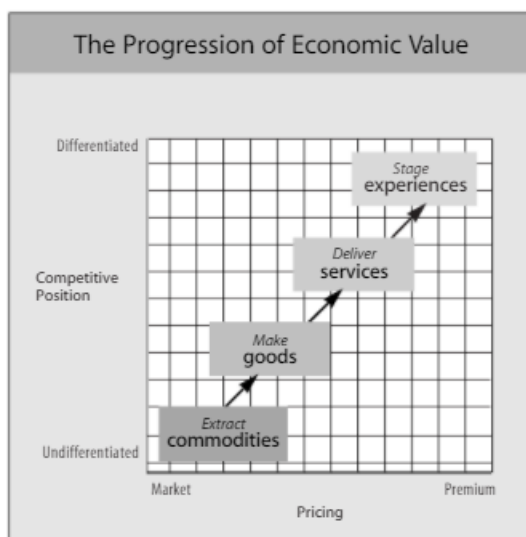 The Progression of Economic Value
Differentiated
Stage
experiences
Deliver
services
Competitive
Position
Make
goods
Extract
commodities
Undifferentiated
Market
Premium
Pricing